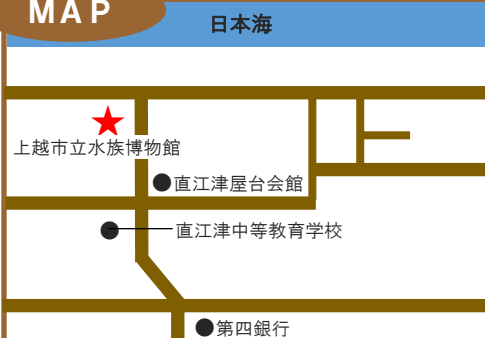 MAP
日本海
上越市立水族博物館
直江津屋台会館
直江津中等教育学校
第四銀行